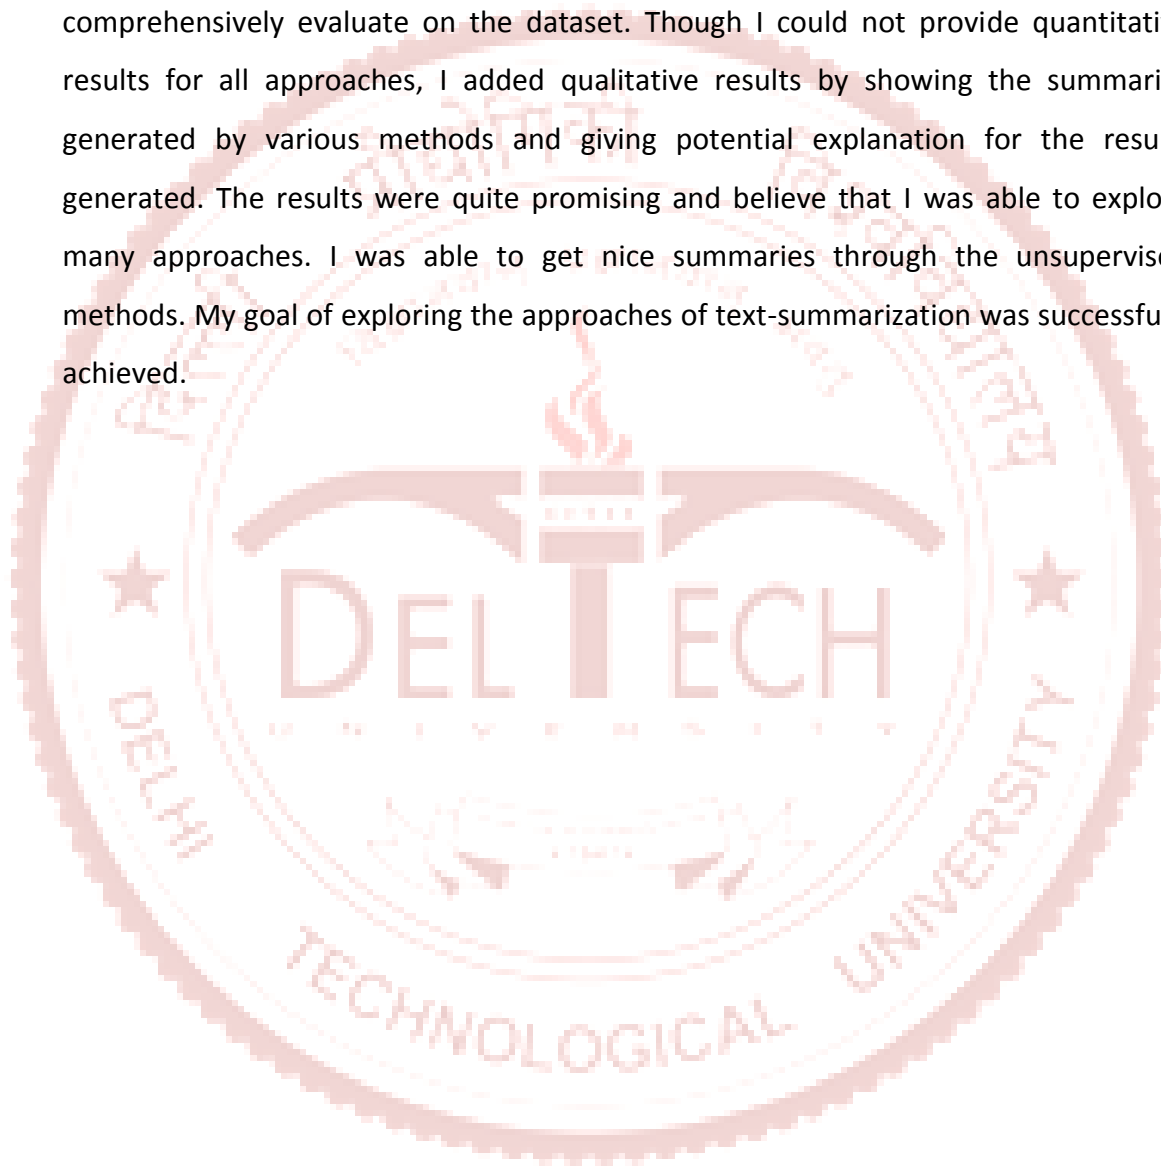 comprehensively evaluate on the dataset. Though I could not provide quantitati
results for all approaches, I added qualitative results by showing the summari
generated by various methods and giving potential explanation for the resu
generated. The results were quite promising and believe that I was able to explo
many approaches. I was able to get nice summaries through the unsupervise
methods. My goal of exploring the approaches of text-summarization was successfu
achieved.
DELTECH
UNIVERSITY
DELHI TECHNOLOGICAL UNIVERSITY